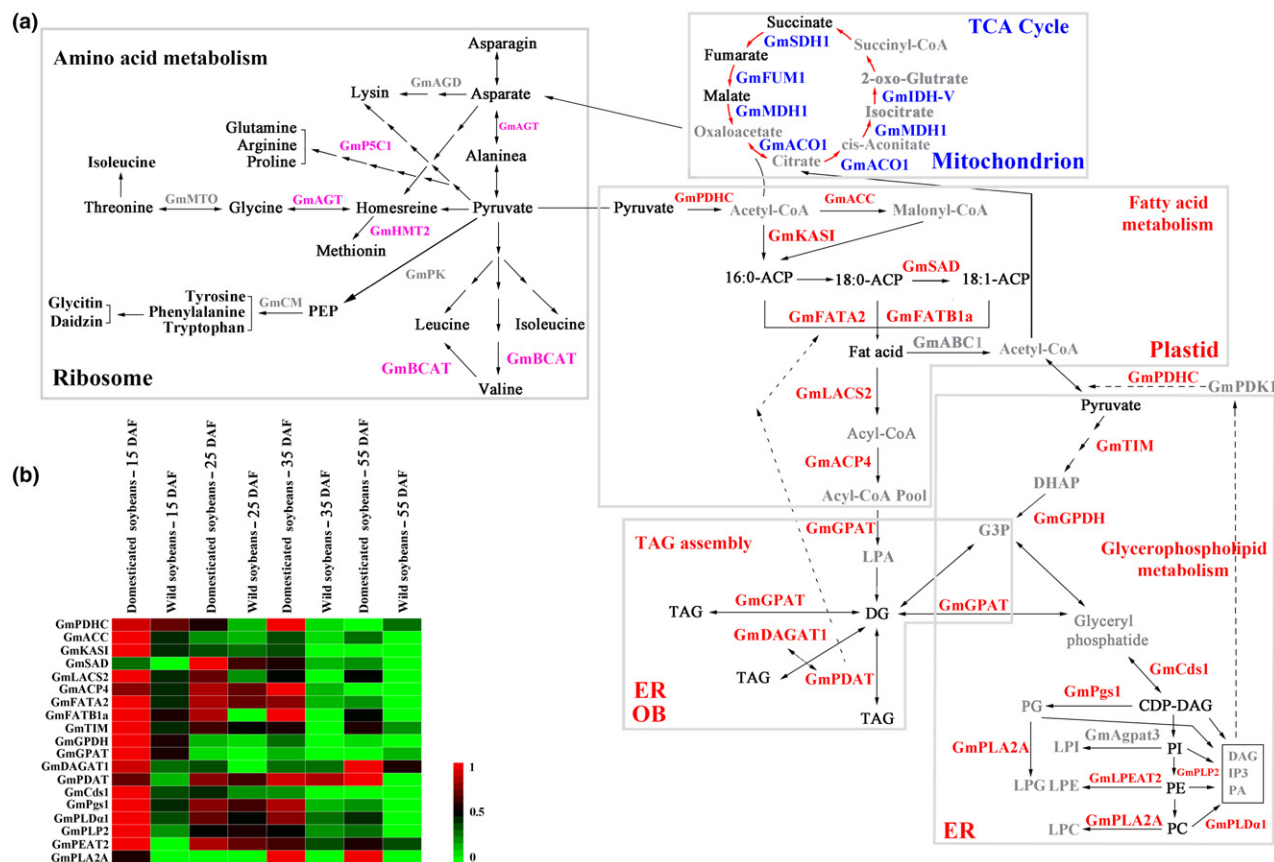 (a)
Amino acid metabolism
Asparagin
Lysin
GmAGD
Asparate
GmAGT
Glutamine
Arginine
Proline
GmP5C1
Alaninea
Isoleucine
Threonine
GmMTO
Glycine
GmAGT
Homesreine
Pyruvate
GmHMT2
Methionin
GmPK
Glycitin
Daidzin
Tyrosine
Phenylalanine
Tryptophan
GmCM
PEP
Leucine
Isoleucine
GmBCAT
GmBCAT
Valine
Ribosome
Succinate
TCA Cycle
GmSDH1
Succinyl-CoA
Fumarate
GmFUM1
2-oxo-Glutrate
Malate
GmIDH-V
GmMDH1
Isocitrate
Oxaloacetate
GmMDH1
GmACO1
cis-Aconitate
Citrate
GmACO1
Mitochondrion
Pyruvate
GmPDHC
Acetyl-CoA
GmACC
Malonyl-CoA
Fatty acid
metabolism
GmKASI
16:0-ACP
18:0-ACP
GmSAD
18:1-ACP
GmFATA2
GmFATB1a
Fat acid
GmABC1
Acetyl-CoA
Plastid
GmLACS2
GmPDHC
GmPDK1
Pyruvate
Acyl-CoA
GmTIM
GmACP4
DHAP
Acyl-CoA Pool
GmGPDH
GmGPAT
TAG assembly
G3P
LPA
Glycerophospholipid
metabolism
TAG
GmGPAT
DG
GmGPAT
Glyceryl
phosphatide
GmDAGAT1
TAG
GmPDAT
GmCds1
ER
OB
TAG
GmPgs1
PG
CDP-DAG
GmPLA2A
LPI
GmAgpat3
PI
GmPLP2
DAG
IP3
PA
LPG
LPE
GmLPEAT2
PE
LPC
GmPLA2A
PC
GmPLDα1
ER
(b)
Domesticated soybeans-15 DAF
Wild soybeans-15 DAF
Domesticated soybeans-25 DAF
Wild soybeans-25 DAF
Domesticated soybeans-35 DAF
Wild soybeans-35 DAF
Domesticated soybeans-55 DAF
Wild soybeans-55 DAF
GmPDHC
GmACC
GmKASI
GmSAD
GmLACS2
GmACP4
GmFATA2
GmFATB1a
GmTIM
GmGPDH
GmGPAT
GmDAGAT1
GmPDAT
GmCds1
GmPgs1
GmPLDα1
GmPLP2
GmPEAT2
GmPLA2A
1
0.5
0